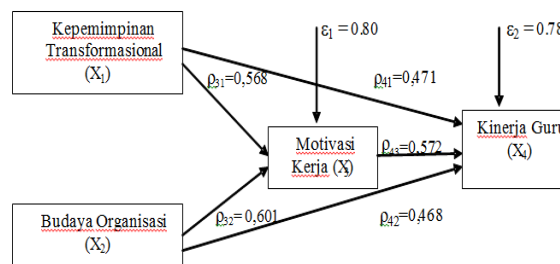 Kepemimpinan
Transformasional
(X1)
ε1 = 0.80
ε2 = 0.78
ρ31=0,568
ρ41=0,471
Motivasi
Kerja (X3)
ρ43=0,572
Kinerja Guru
(X4)
Budaya Organisasi
(X2)
ρ32=0,601
ρ42=0,468